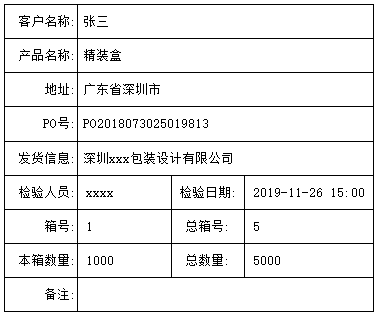 客户名称: 张三
产品名称: 精装盒
地址: 广东省深圳市
PO号: PO2018073025019813
发货信息: 深圳xxx包装设计有限公司
检验人员: xxxx 检验日期: 2019-11-26 15:00
箱号: 1 总箱号: 5
本箱数量: 1000 总数量: 5000
备注: